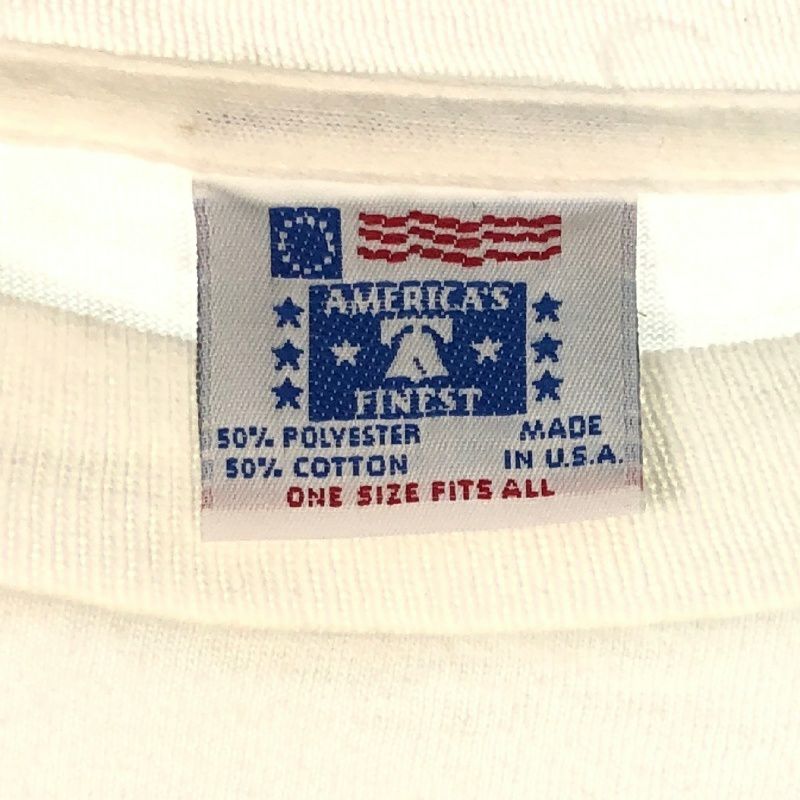 AMERICA'S
FINEST
50% POLYESTER
50% COTTON
MADE
IN U.S.A.
ONE SIZE FITS ALL